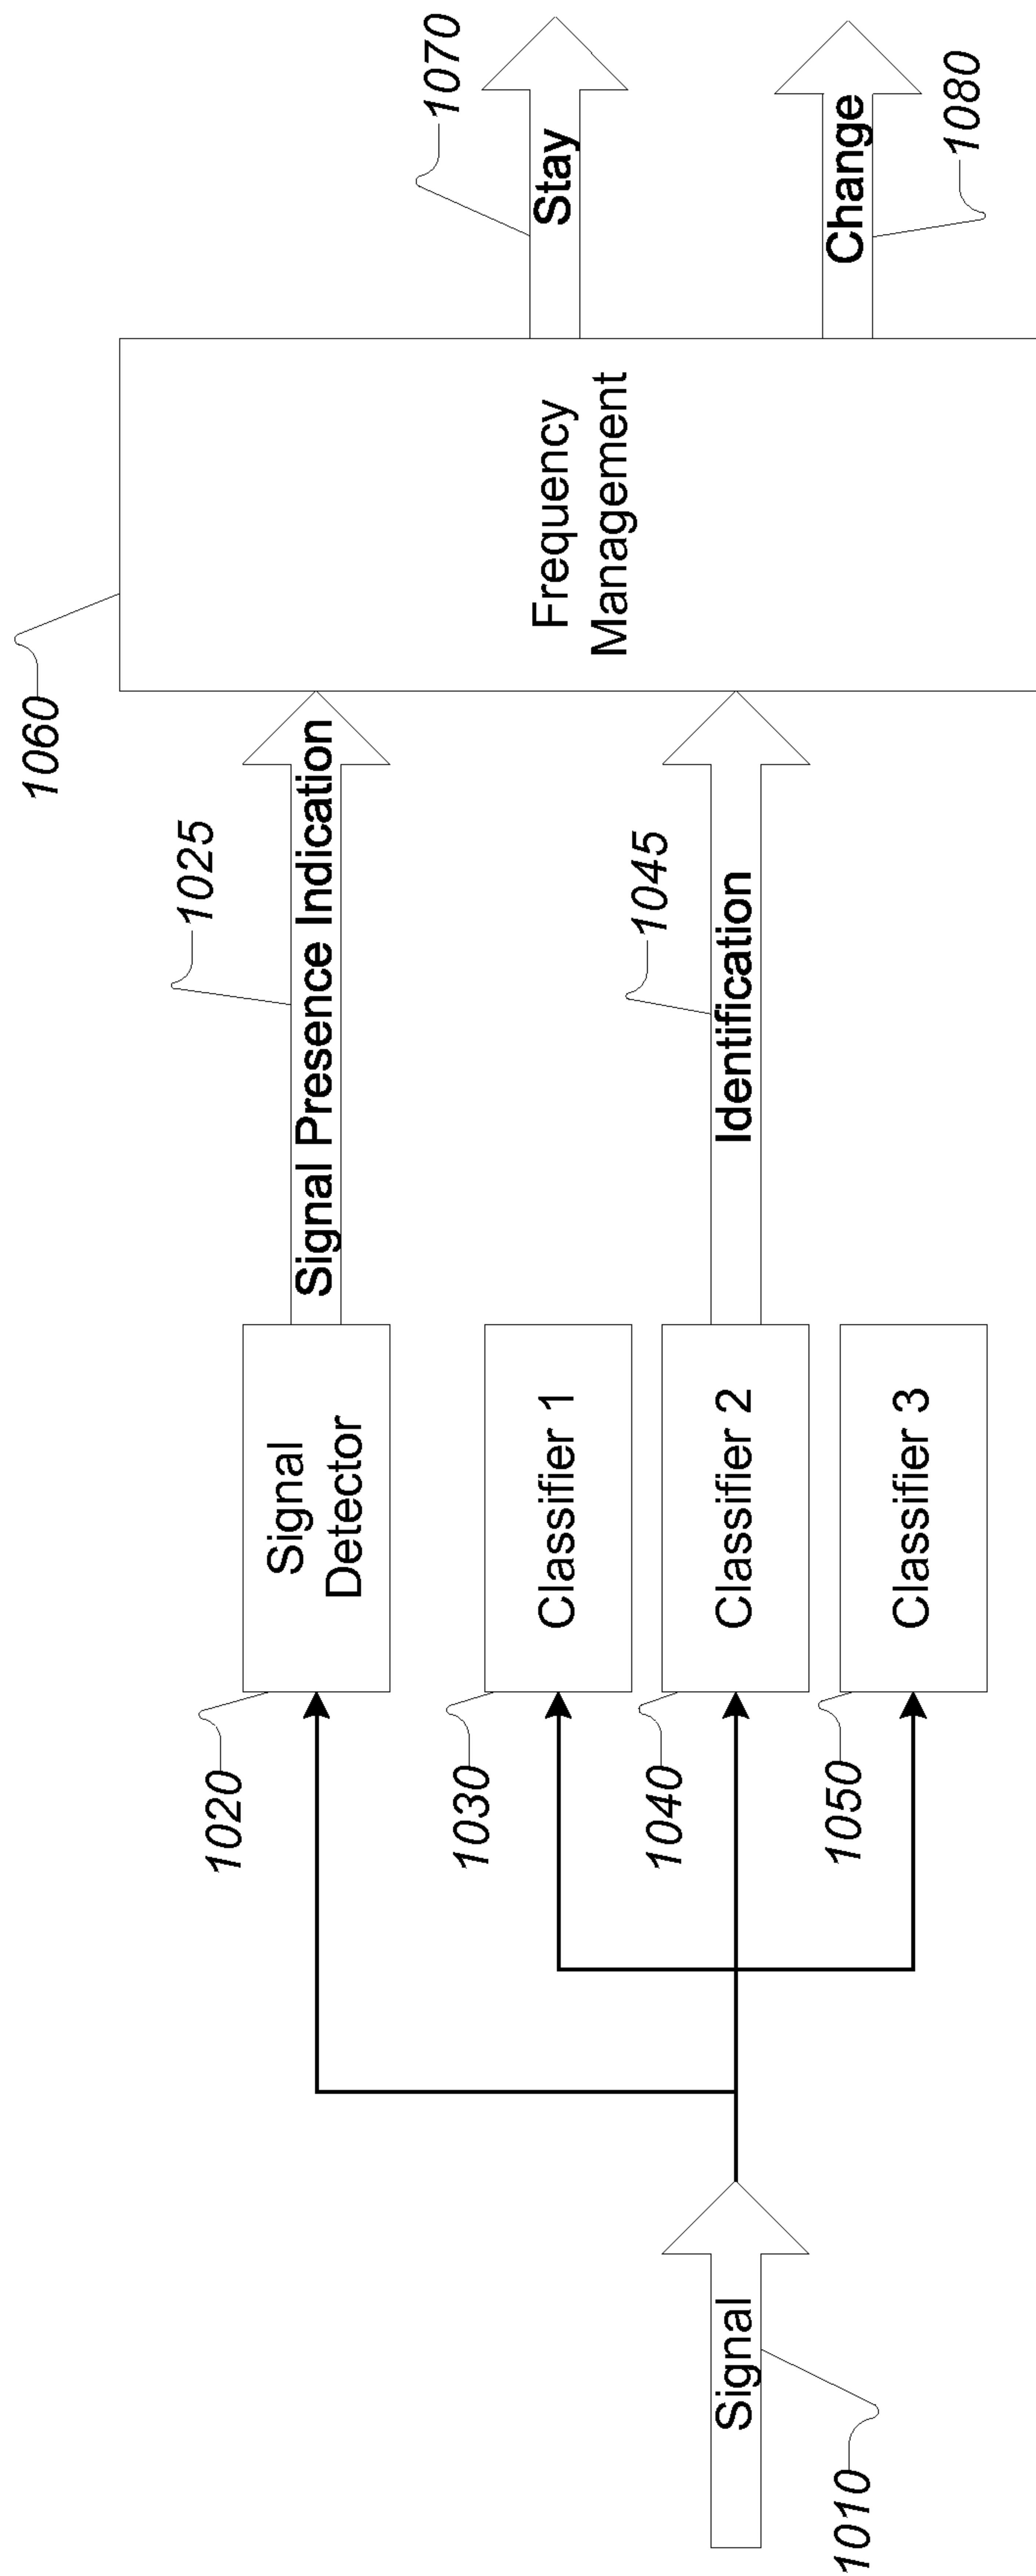 1060
1070
1025
Signal Presence Indication
1020
Signal
Detector
1030
Classifier 1
1045
Identification
1040
Classifier 2
1050
Classifier 3
Signal
1010
Frequency
Management
Stay
Change
1080